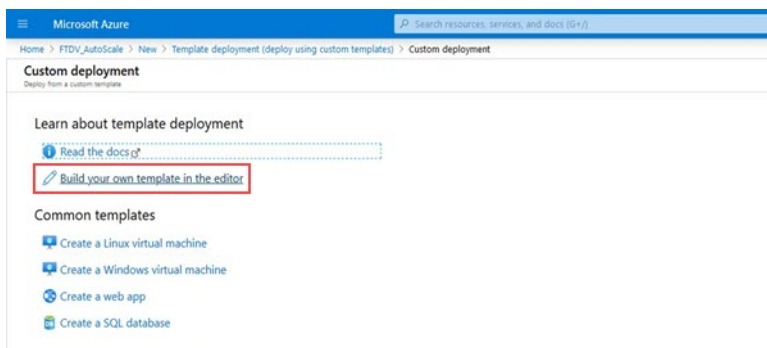 Microsoft Azure
Search resources, services, and docs (G+/)
Home > FTDV_AutoScale > New > Template deployment (deploy using custom templates) > Custom deployment
Custom deployment
Deploy from a custom template
Learn about template deployment
Read the docs
Build your own template in the editor
Common templates
Create a Linux virtual machine
Create a Windows virtual machine
Create a web app
Create a SQL database